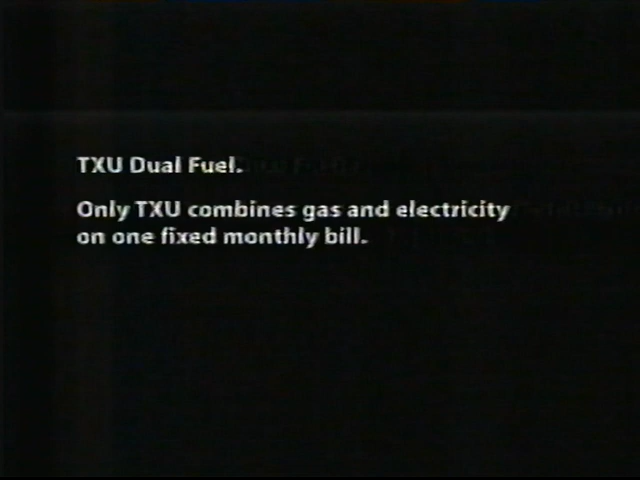 TXU Dual Fuel.
Only TXU combines gas and electricity
on one fixed monthly bill.